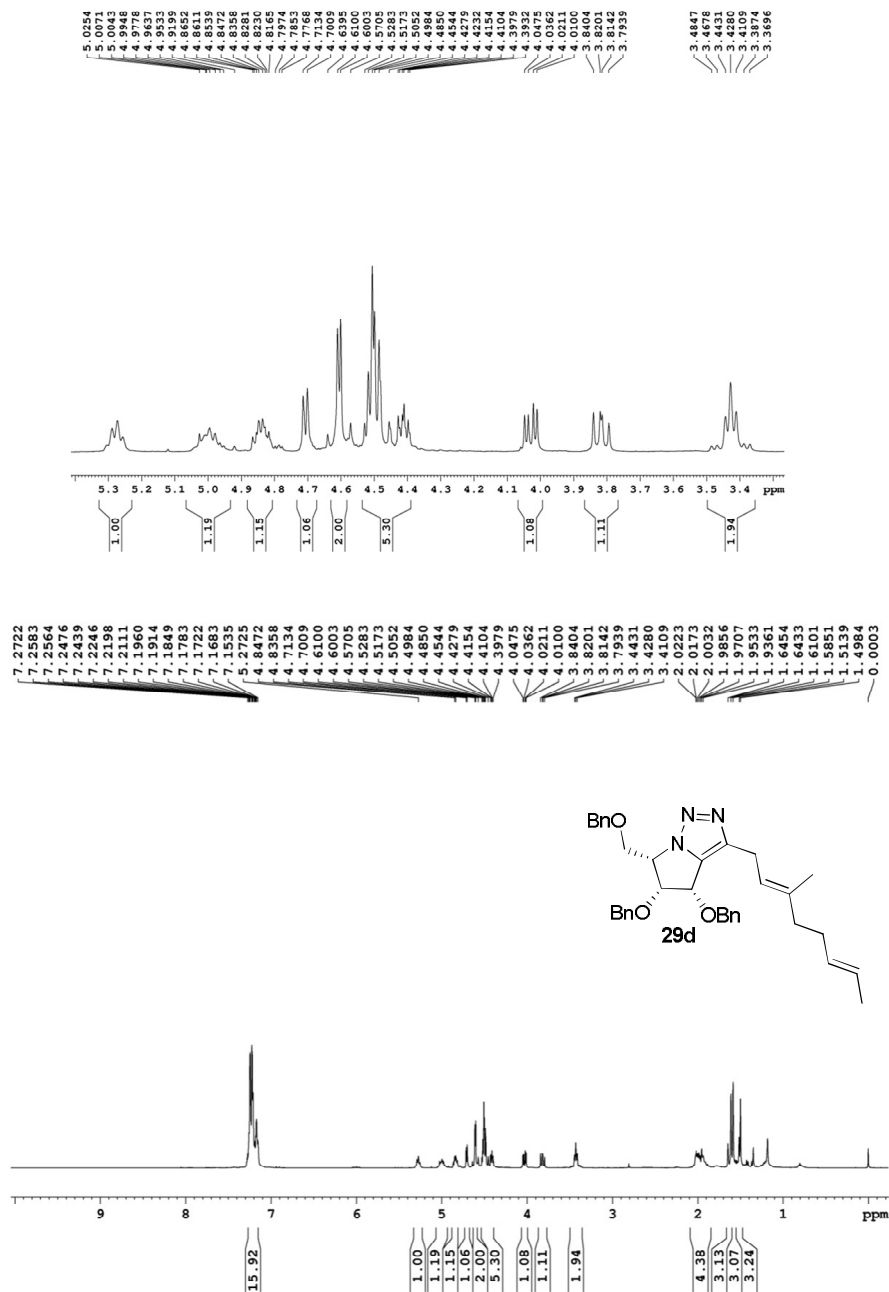 5.0254 5.0071 5.0043 4.9948 4.9778 4.9637 4.9533 4.9199 4.8652 4.8611 4.8539 4.8472 4.8358 4.8281 4.8230 4.8165 4.7974 4.7853 4.7768 4.7134 4.7009 4.6395 4.6100 4.6003 4.5705 4.5283 4.5173 4.5052 4.4984 4.4850 4.4544 4.4279 4.4232 4.4154 4.4104 4.3979 4.3932 4.0475 4.0362 4.0211 4.0100 3.8404 3.8201 3.8142 3.7939 3.4847 3.4678 3.4431 3.4280 3.4109 3.3874 3.3696
5.3 5.2 5.1 5.0 4.9 4.8 4.7 4.6 4.5 4.4 4.3 4.2 4.1 4.0 3.9 3.8 3.7 3.6 3.5 3.4 ppm
1.00 1.19 1.15 1.06 2.00 5.30 1.08 1.11 1.94
7.2722 7.2583 7.2564 7.2476 7.2439 7.2246 7.2198 7.2111 7.1960 7.1914 7.1849 7.1783 7.1722 7.1683 7.1535 5.2725 4.8472 4.8358 4.7134 4.7009 4.6100 4.6003 4.5705 4.5283 4.5173 4.5052 4.4984 4.4850 4.4544 4.4279 4.4154 4.4104 4.3979 4.0475 4.0362 4.0211 4.0100 3.8404 3.8201 3.8142 3.7939 3.4431 3.4280 3.4109 2.0223 2.0173 2.0032 1.9856 1.9707 1.9533 1.9361 1.6454 1.6433 1.6101 1.5851 1.5139 1.4984 0.0003
BnO N=N
N
BnO OBn
29d
9 8 7 6 5 4 3 2 1 ppm
15.92 1.00 1.19 1.15 1.06 2.00 5.30 1.08 1.11 1.94 4.38 3.13 3.07 3.24